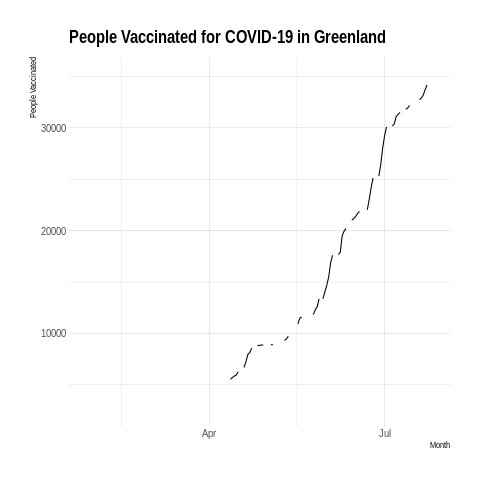 People Vaccinated for COVID-19 in Greenland
People Vaccinated
30000
20000
10000
Apr
Jul
Month